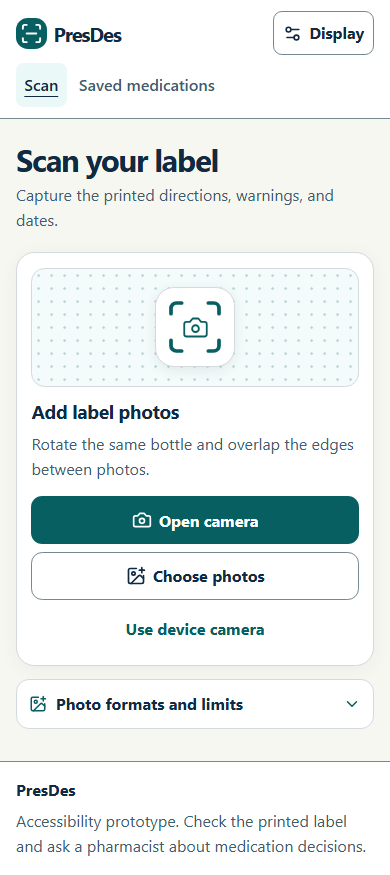 PresDes
Display
Scan
Saved medications
Scan your label
Capture the printed directions, warnings, and
dates.
Add label photos
Rotate the same bottle and overlap the edges
between photos.
Open camera
Choose photos
Use device camera
Photo formats and limits
PresDes
Accessibility prototype. Check the printed label
and ask a pharmacist about medication decisions.